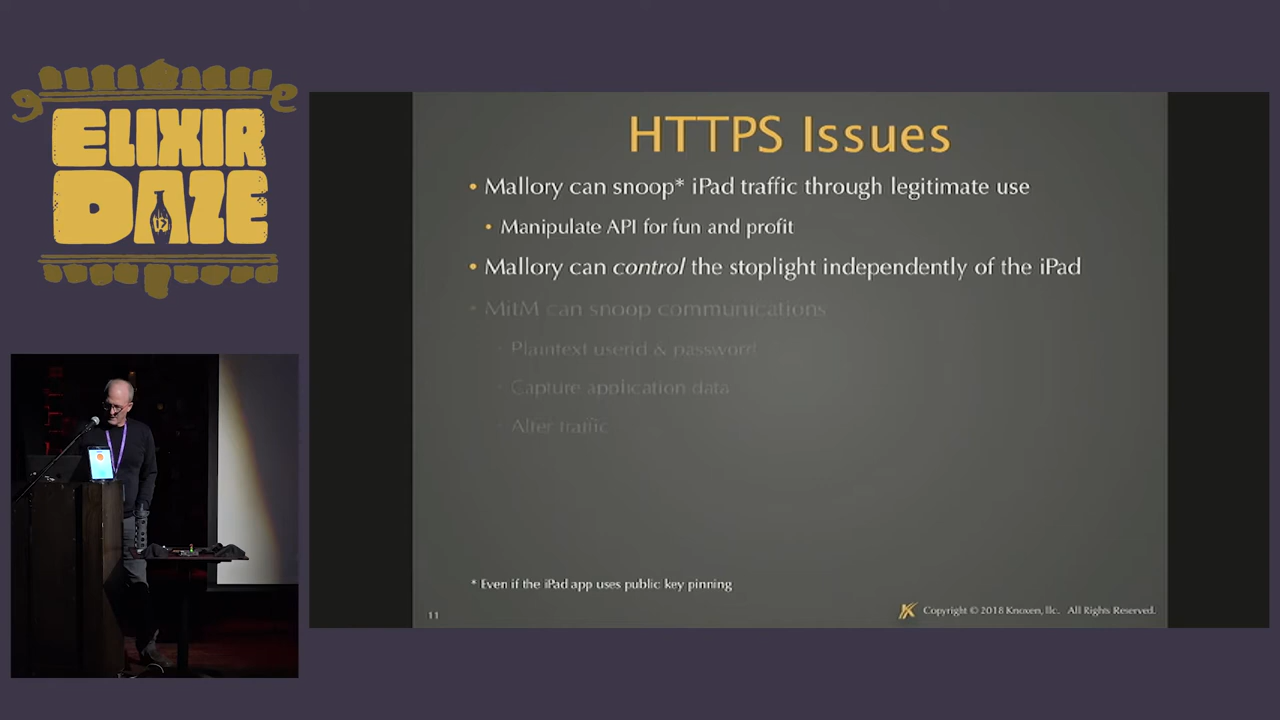 ELIXIR
DAZE
HTTPS Issues
• Mallory can snoop* iPad traffic through legitimate use
• Manipulate API for fun and profit
• Mallory can control the stoplight independently of the iPad
• MitM can snoop communications
• Plaintext userid & password
• Capture application data
• Alter traffic
* Even if the iPad app uses public key pinning
11
Copyright © 2018 Knoxen, llc. All Rights Reserved.